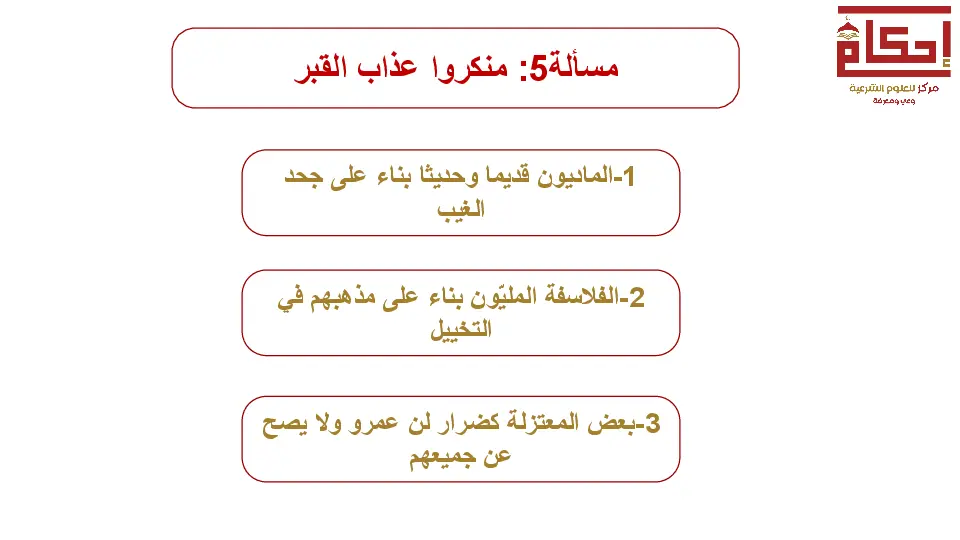 إحكام
مركز للعلوم الشرعية
وعي ومعرفة
مسألة5: منكروا عذاب القبر
1-الماديون قديما وحديثا بناء على جحد
الغيب
2-الفلاسفة المليّون بناء على مذهبهم في
التخييل
3-بعض المعتزلة كضرار لن عمرو ولا يصح
عن جميعهم